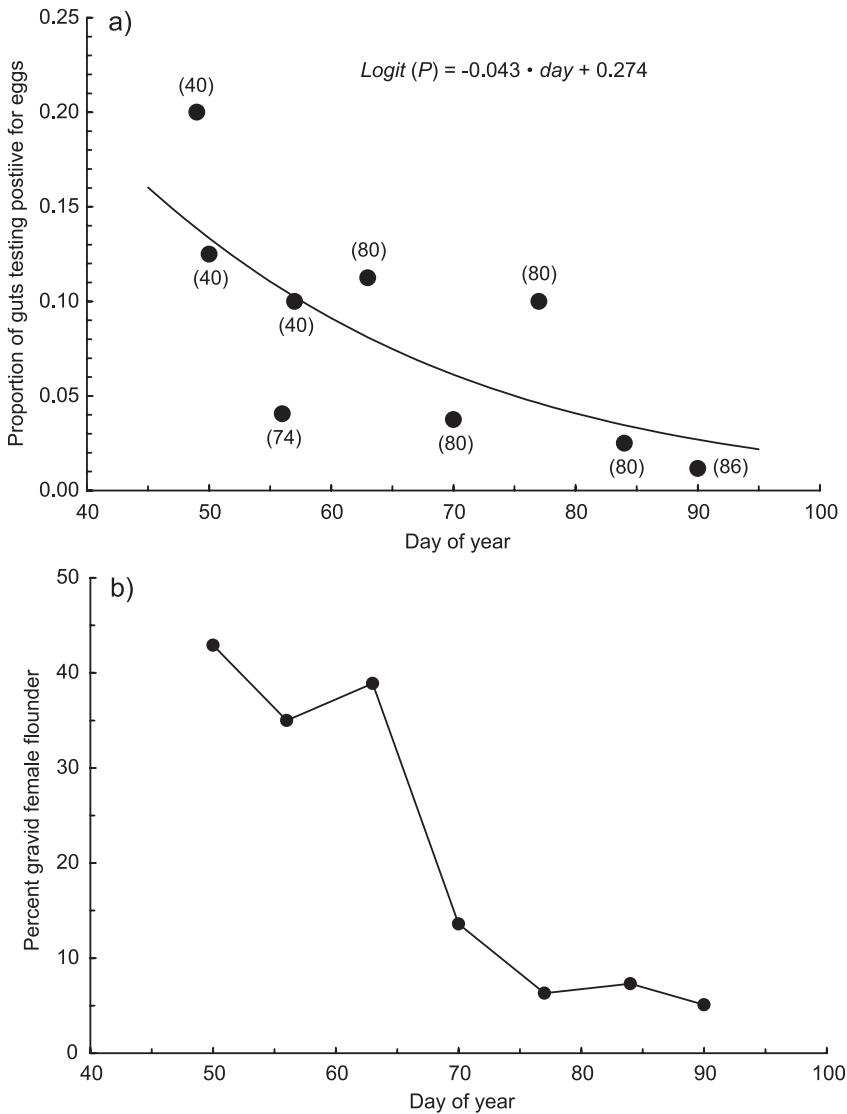 a)
Logit (P) = -0.043 • day + 0.274
Proportion of guts testing postiive for eggs
0.25
0.20
0.15
0.10
0.05
0.00
(40)
(40)
(40)
(74)
(80)
(80)
(80)
(80)
(86)
40 50 60 70 80 90 100
Day of year
b)
Percent gravid female flounder
50
40
30
20
10
0
40 50 60 70 80 90 100
Day of year